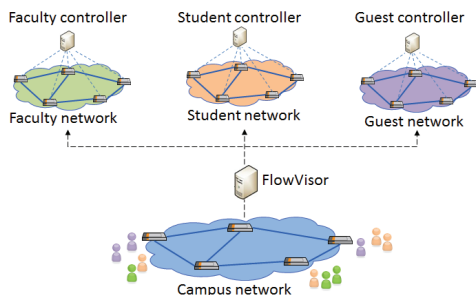 Faculty controller
Student controller
Guest controller
Faculty network
Student network
Guest network
FlowVisor
Campus network